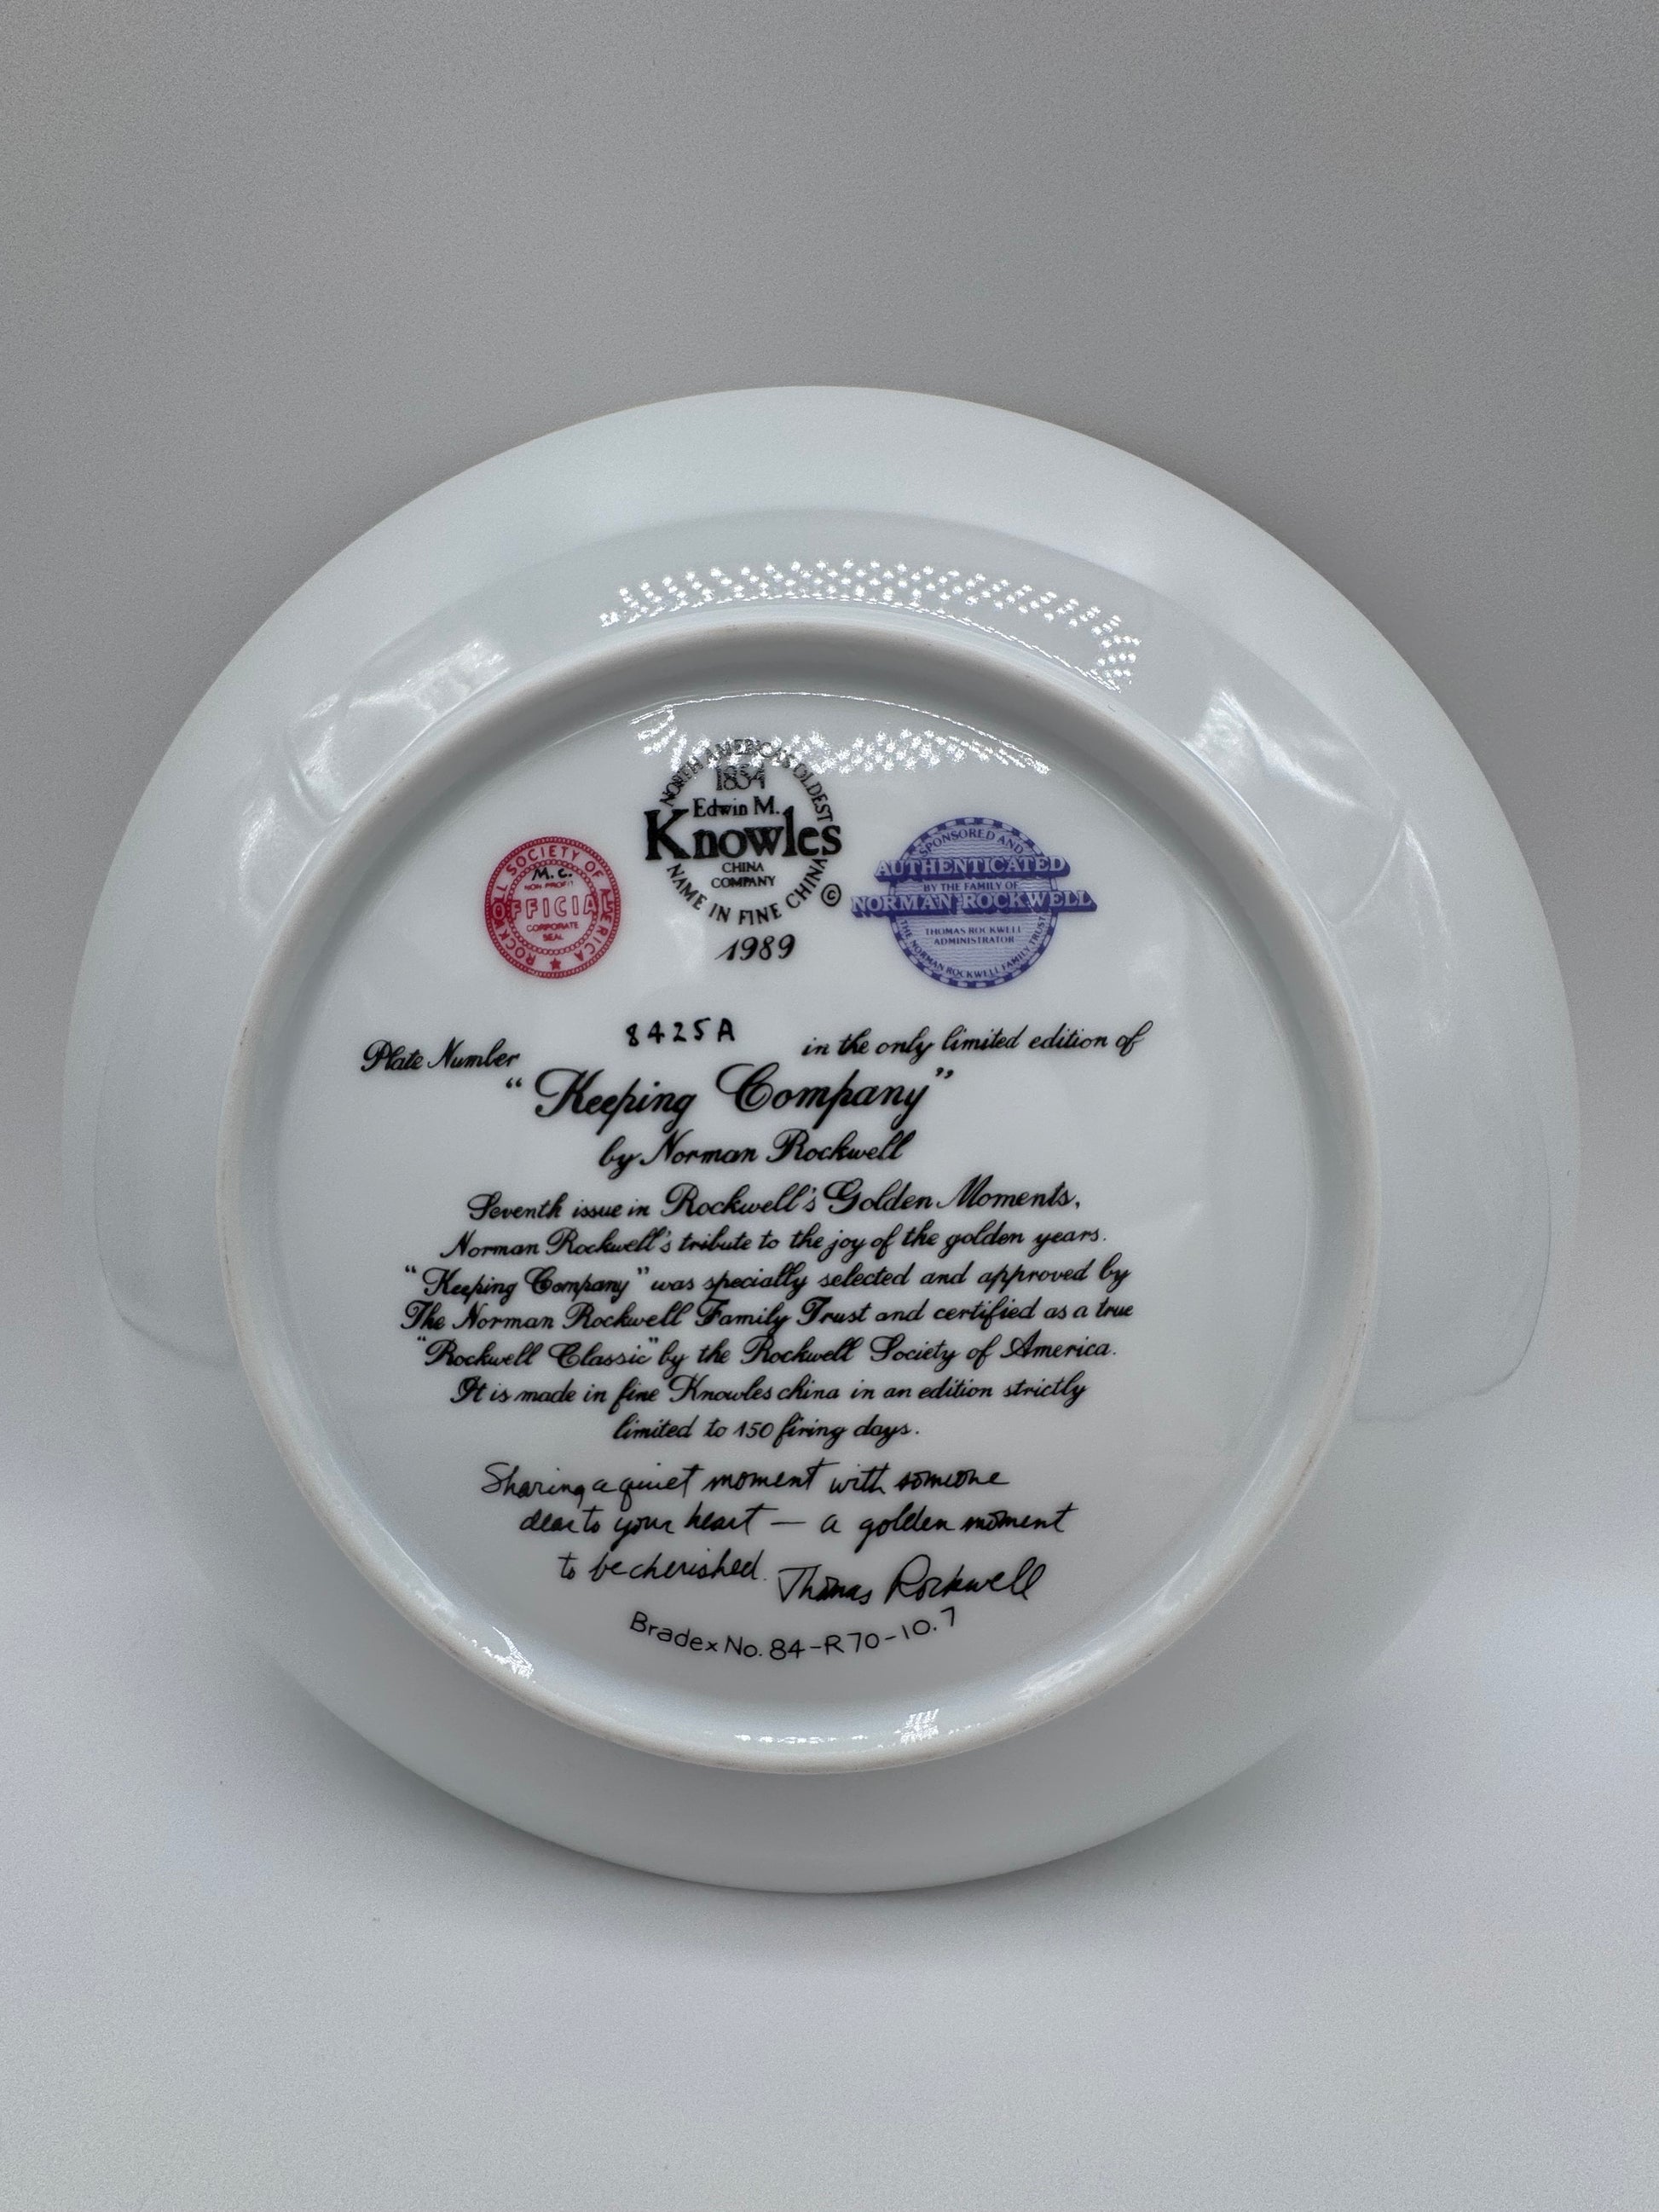 NORTH AMERICA'S OLDEST
1854
Edwin M.
Knowles
CHINA
COMPANY
NAME IN FINE CHINA
©
1989
ROCKWELL SOCIETY OF AMERICA
M.C.
NON-PROFIT
OFFICIAL
CORPORATE
SEAL
SPONSORED AND
AUTHENTICATED
BY THE FAMILY OF
NORMAN ROCKWELL
THOMAS ROCKWELL
ADMINISTRATOR
THE NORMAN ROCKWELL FAMILY TRUST
Plate Number 8425A in the only limited edition of
"Keeping Company"
by Norman Rockwell
Seventh issue in Rockwell's Golden Moments,
Norman Rockwell's tribute to the joy of the golden years.
"Keeping Company" was specially selected and approved by
The Norman Rockwell Family Trust and certified as a true
"Rockwell Classic" by the Rockwell Society of America.
It is made in fine Knowles china in an edition strictly
limited to 150 firing days.
Sharing a quiet moment with someone
dear to your heart — a golden moment
to be cherished. Thomas Rockwell
Bradex No. 84-R70-10.7